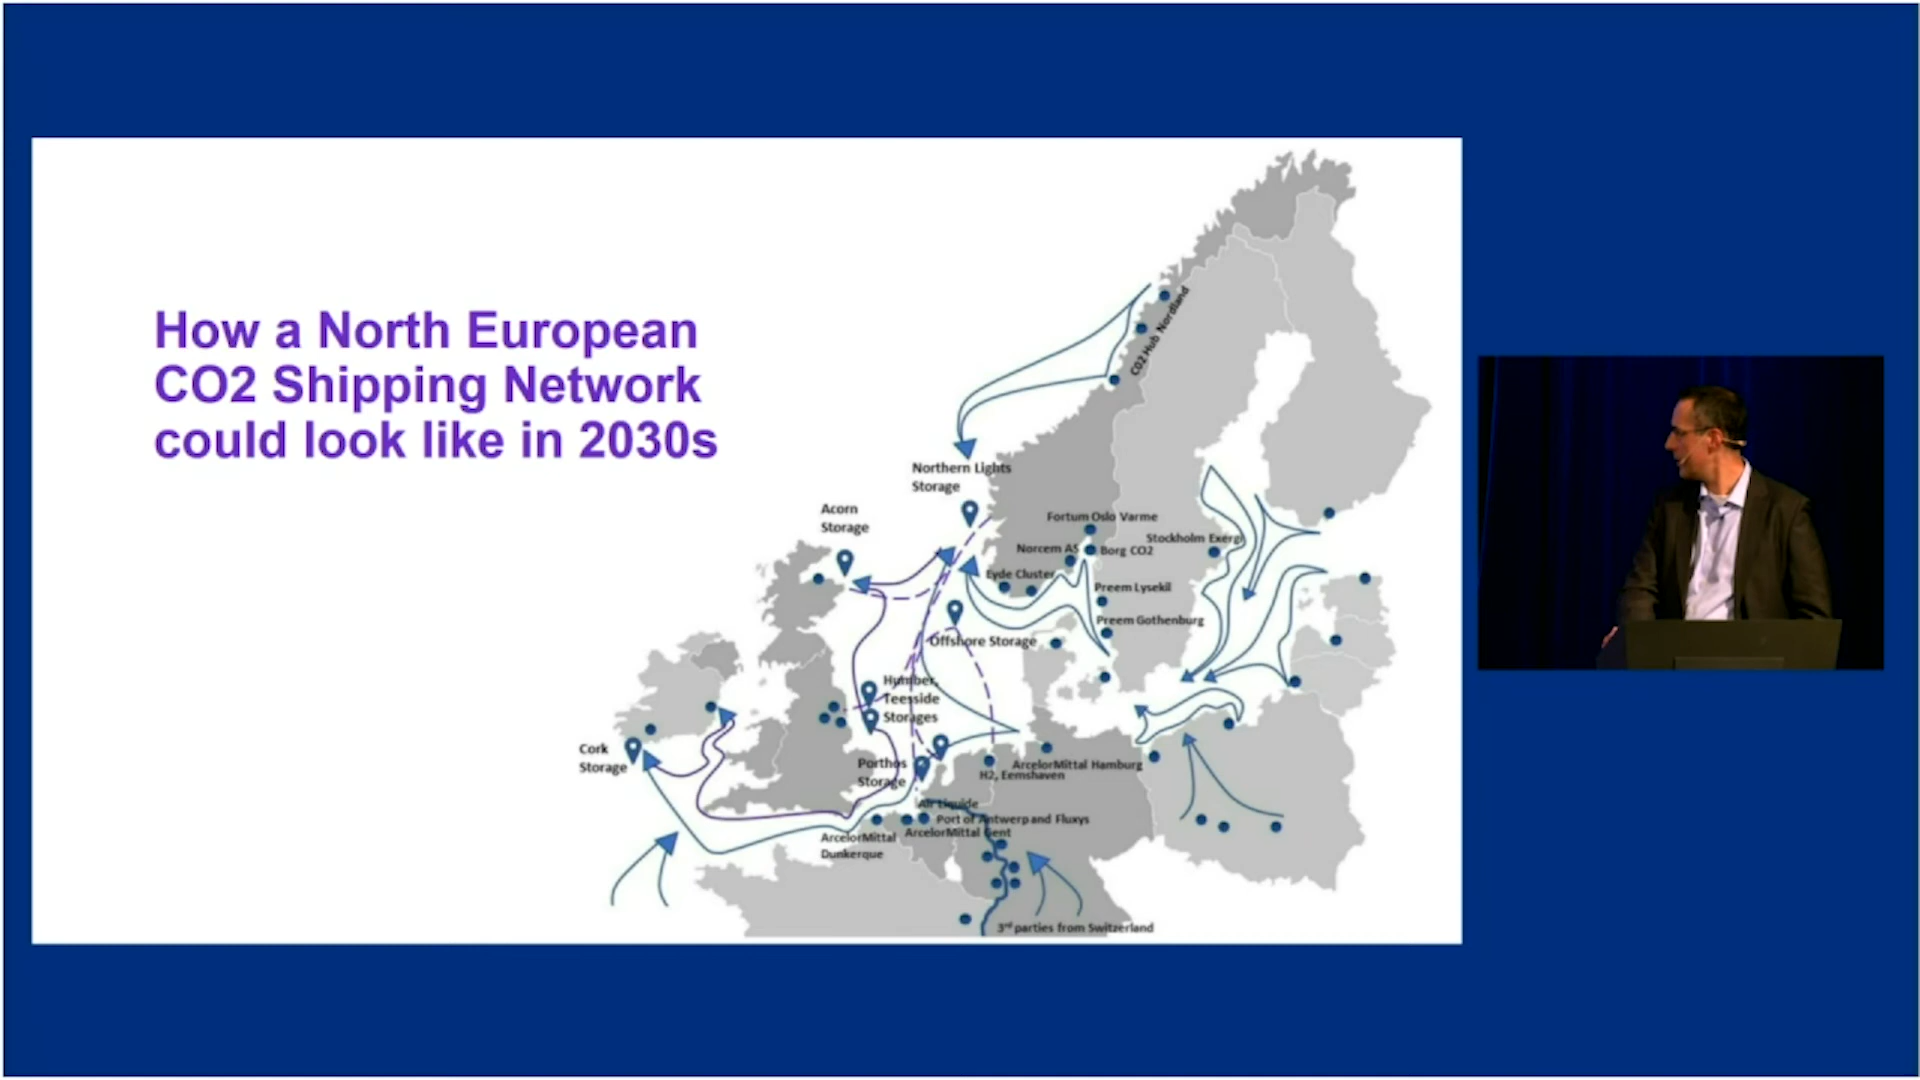 How a North European
CO2 Shipping Network
could look like in 2030s
CO2 Hub Nordland
Northern Lights
Storage
Acorn
Storage
Fortum Oslo Varme
Stockholm Exergi
Norcem AS
Borg CO2
Eyde Cluster
Preem Lysekil
Preem Gothenburg
Offshore Storage
Humber,
Teesside
Storages
Cork
Storage
Porthos
Storage
ArcelorMittal Hamburg
H2, Eemshaven
Air Liquide
Port of Antwerp and Fluxys
ArcelorMittal Gent
ArcelorMittal
Dunkerque
3rd parties from Switzerland